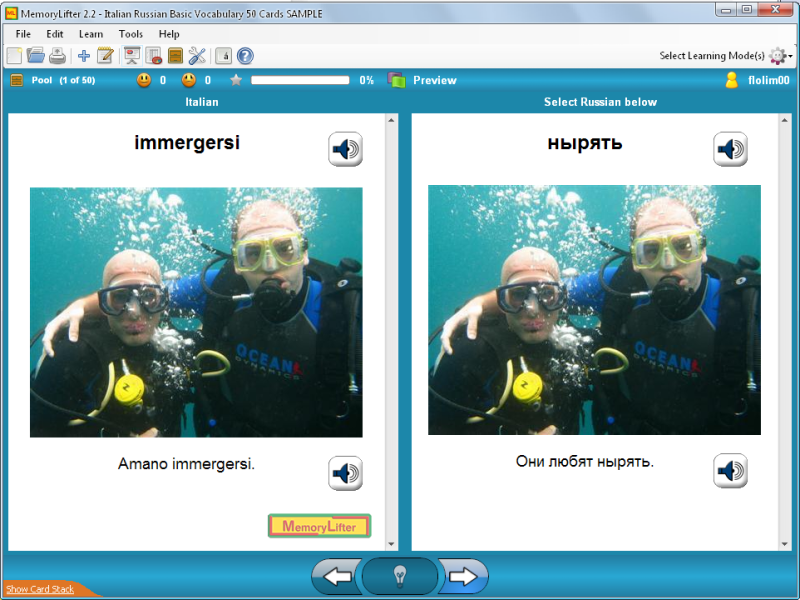 MemoryLifter 2.2 - Italian Russian Basic Vocabulary 50 Cards SAMPLE
File Edit Learn Tools Help
Select Learning Mode(s)
Pool (1 of 50) 0 0 0% Preview flolim00
Italian
Select Russian below
immergersi
нырять
OCEAN
DYNAMICS
OCEAN
DYNAMICS
Amano immergersi.
Они любят нырять.
MemoryLifter
Show Card Stack